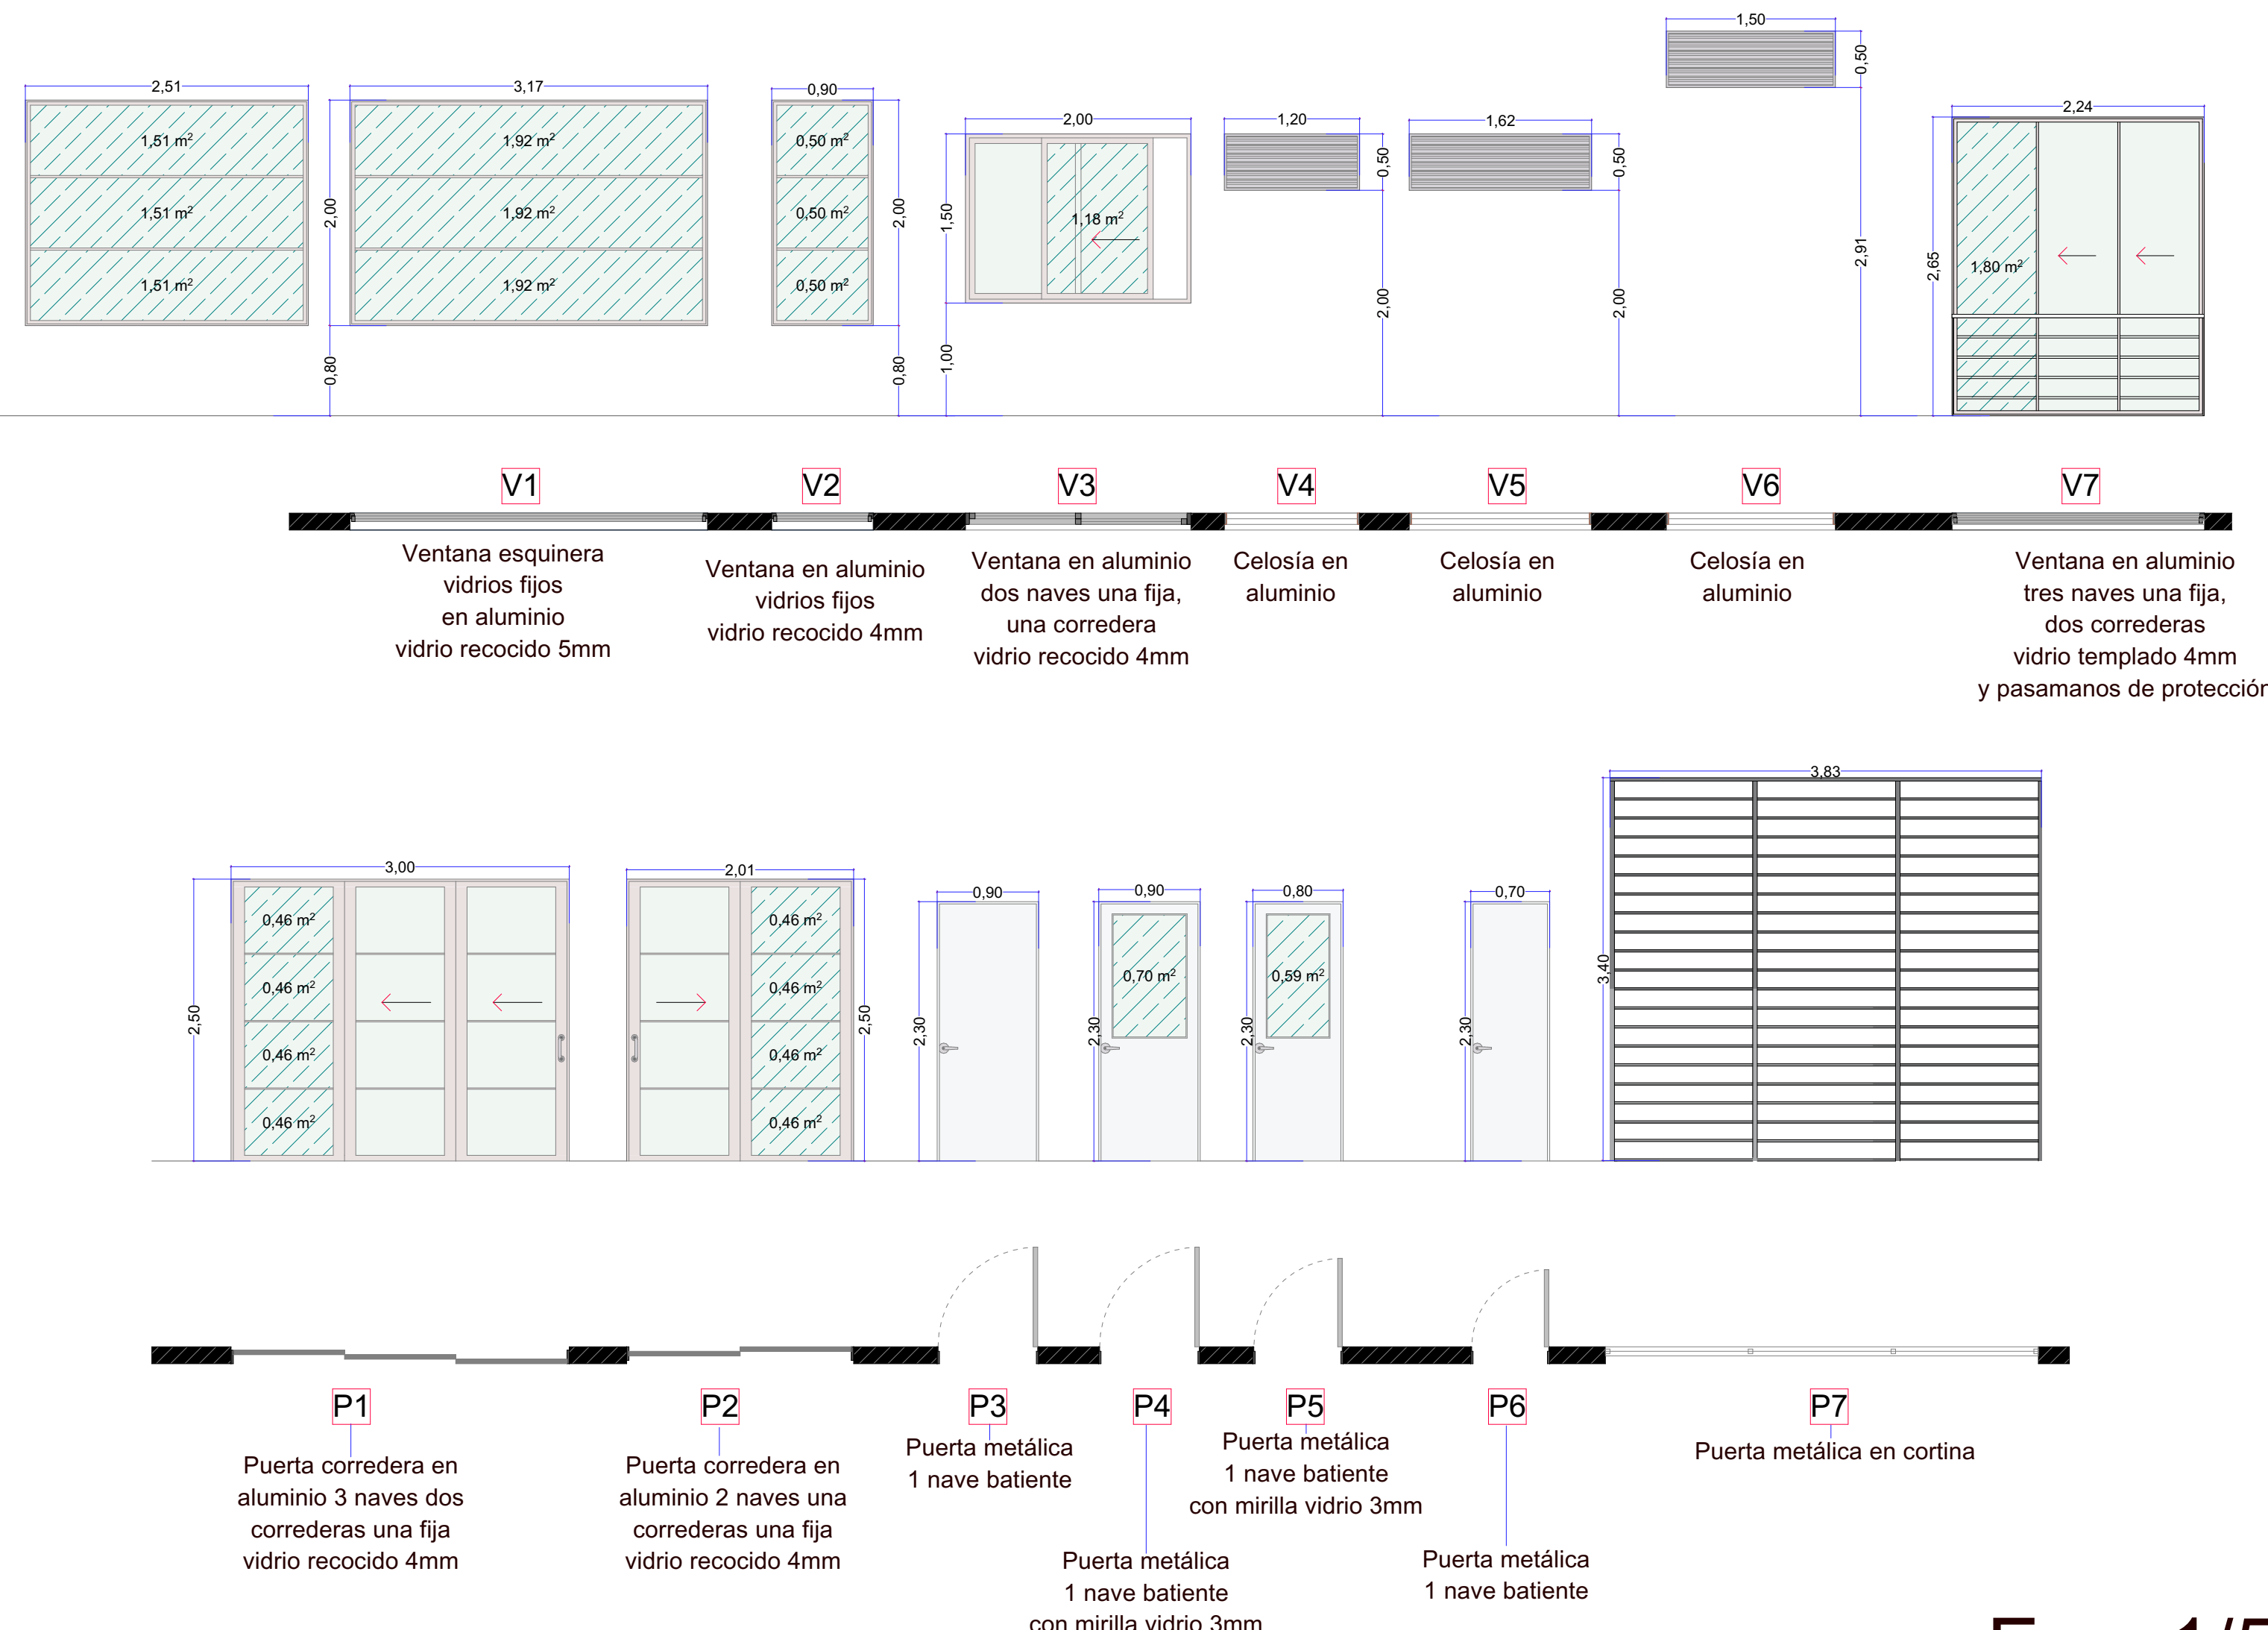 1,50
0,50
2,91
2,51
1,51 m²
1,51 m²
1,51 m²
3,17
1,92 m²
1,92 m²
1,92 m²
2,00
0,80
0,90
0,50 m²
0,50 m²
0,50 m²
2,00
0,80
2,00
1,18 m²
1,50
1,00
1,20
0,50
2,00
1,62
0,50
2,00
2,24
2,65
1,80 m²
V1
Ventana esquinera
vidrios fijos
en aluminio
vidrio recocido 5mm
V2
Ventana en aluminio
vidrios fijos
vidrio recocido 4mm
V3
Ventana en aluminio
dos naves una fija,
una corredera
vidrio recocido 4mm
V4
Celosía en
aluminio
V5
Celosía en
aluminio
V6
Celosía en
aluminio
V7
Ventana en aluminio
tres naves una fija,
dos correderas
vidrio templado 4mm
y pasamanos de protección
3,00
2,50
0,46 m²
0,46 m²
0,46 m²
0,46 m²
2,01
2,50
0,46 m²
0,46 m²
0,46 m²
0,46 m²
0,90
2,30
0,90
2,30
0,70 m²
0,80
2,30
0,59 m²
0,70
2,30
3,83
3,40
P1
Puerta corredera en
aluminio 3 naves dos
correderas una fija
vidrio recocido 4mm
P2
Puerta corredera en
aluminio 2 naves una
correderas una fija
vidrio recocido 4mm
P3
Puerta metálica
1 nave batiente
P4
Puerta metálica
1 nave batiente
con mirilla vidrio 3mm
P5
Puerta metálica
1 nave batiente
con mirilla vidrio 3mm
P6
Puerta metálica
1 nave batiente
P7
Puerta metálica en cortina